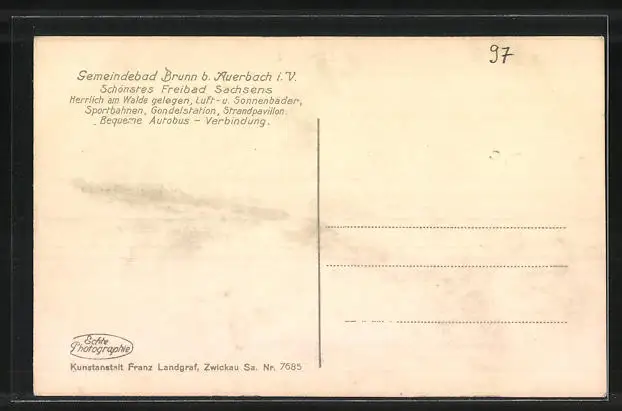 97
Gemeindebad Brunn b. Auerbach i. V.
Schönstes Freibad Sachsens
Herrlich am Walde gelegen, Luft- u. Sonnenbäder,
Sportbahnen, Gondelstation, Strandpavillon.
Bequeme Autobus - Verbindung.
Echte
Photographie
Kunstanstalt Franz Landgraf, Zwickau Sa. Nr. 7685